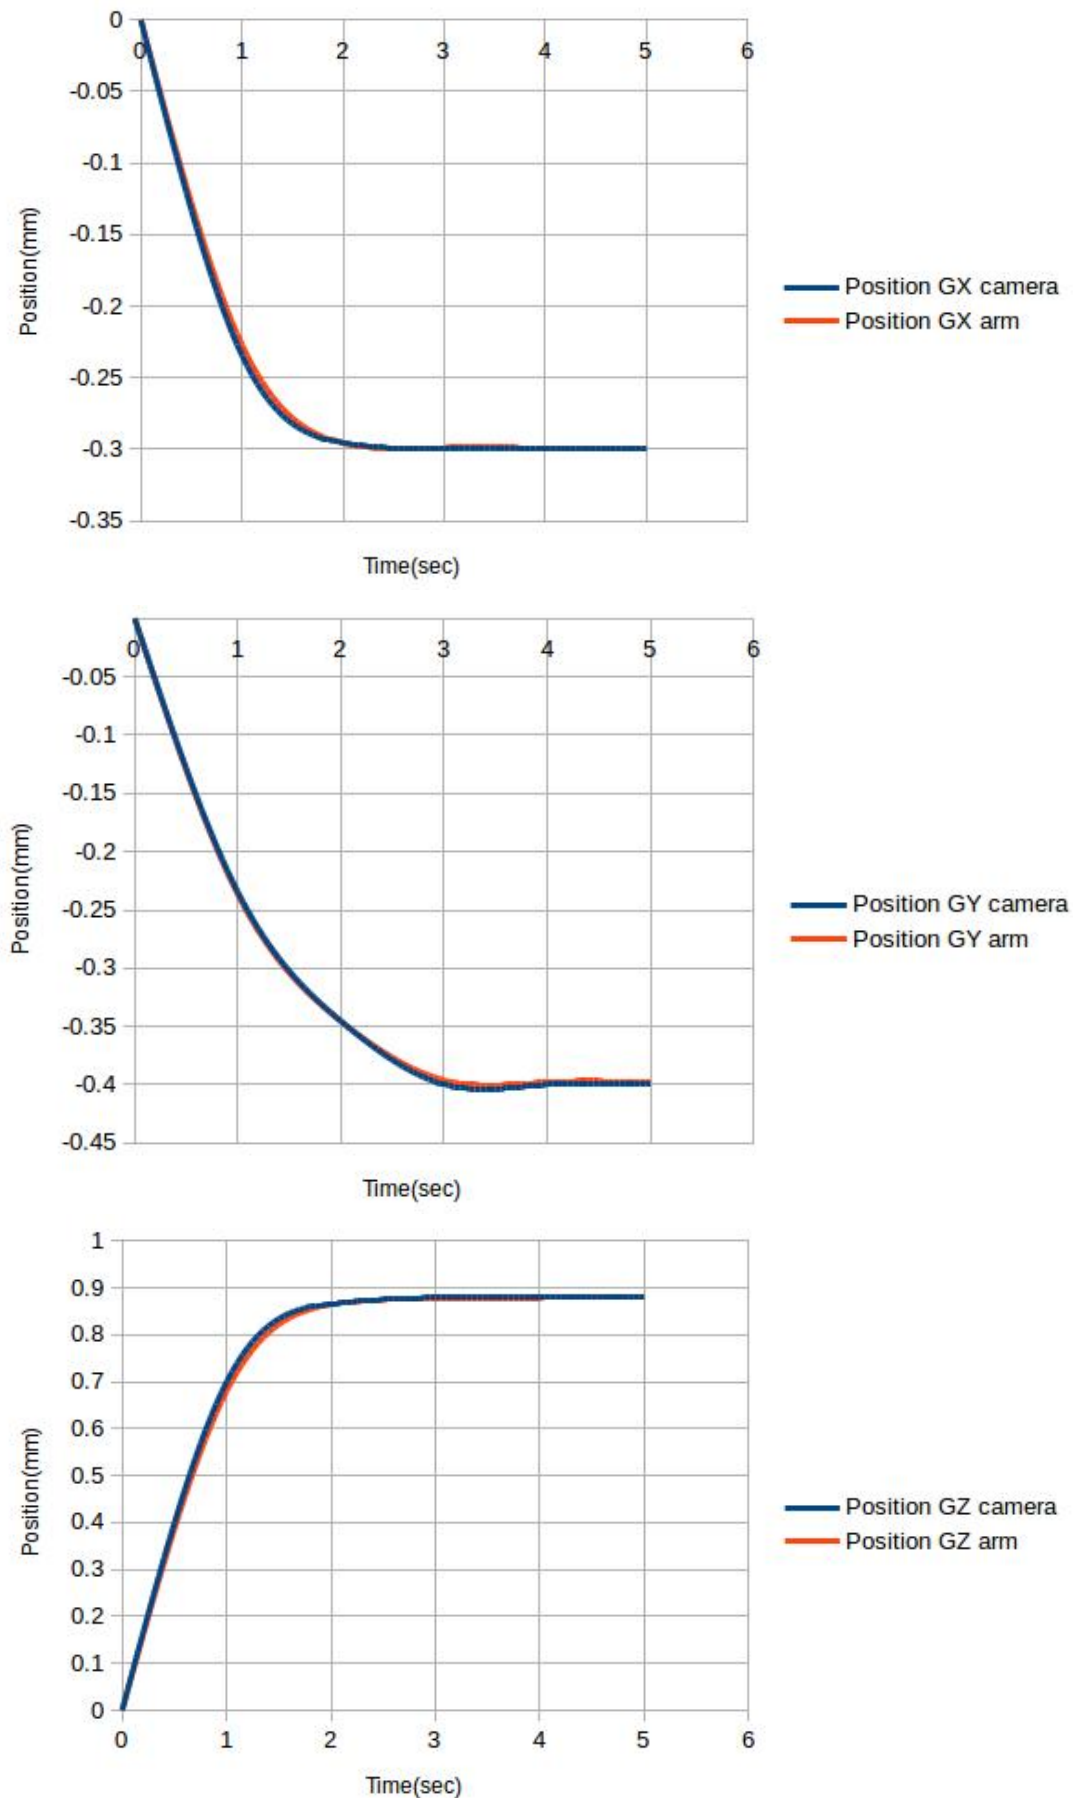 0
0 1 2 3 4 5 6
-0.05
-0.1
-0.15
-0.2
-0.25
-0.3
-0.35
Position(mm)
Time(sec)
Position GX camera
Position GX arm
0 1 2 3 4 5 6
-0.05
-0.1
-0.15
-0.2
-0.25
-0.3
-0.35
-0.4
-0.45
Position(mm)
Time(sec)
Position GY camera
Position GY arm
1
0.9
0.8
0.7
0.6
0.5
0.4
0.3
0.2
0.1
0
0 1 2 3 4 5 6
Position(mm)
Time(sec)
Position GZ camera
Position GZ arm